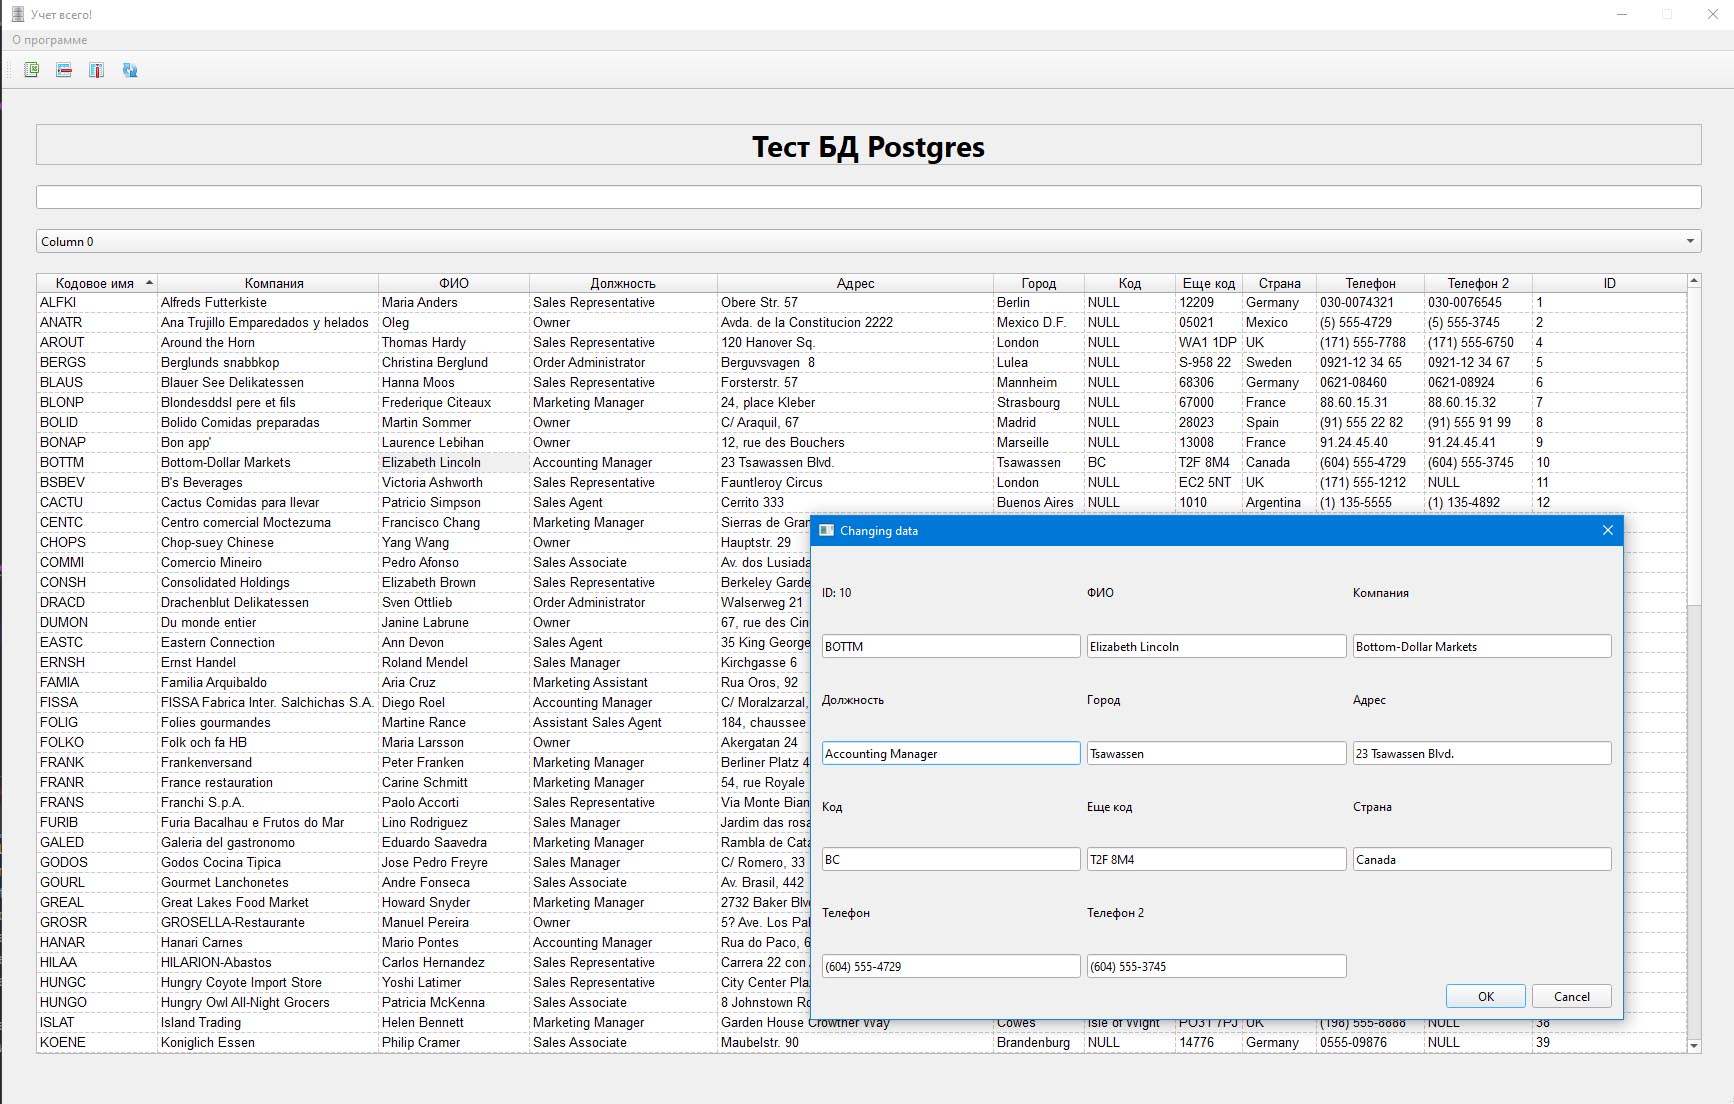 Учет всего!
О программе
Тест БД Postgres
Column 0
Кодовое имя Компания ФИО Должность Адрес Город Код Еще код Страна Телефон Телефон 2 ID
ALFKI Alfreds Futterkiste Maria Anders Sales Representative Obere Str. 57 Berlin NULL 12209 Germany 030-0074321 030-0076545 1
ANATR Ana Trujillo Emparedados y helados Oleg Owner Avda. de la Constitucion 2222 Mexico D.F. NULL 05021 Mexico (5) 555-4729 (5) 555-3745 2
AROUT Around the Horn Thomas Hardy Sales Representative 120 Hanover Sq. London NULL WA1 1DP UK (171) 555-7788 (171) 555-6750 4
BERGS Berglunds snabbkop Christina Berglund Order Administrator Berguvsvagen 8 Lulea NULL S-958 22 Sweden 0921-12 34 65 0921-12 34 67 5
BLAUS Blauer See Delikatessen Hanna Moos Sales Representative Forsterstr. 57 Mannheim NULL 68306 Germany 0621-08460 0621-08924 6
BLONP Blondesddsl pere et fils Frederique Citeaux Marketing Manager 24, place Kleber Strasbourg NULL 67000 France 88.60.15.31 88.60.15.32 7
BOLID Bolido Comidas preparadas Martin Sommer Owner C/ Araquil, 67 Madrid NULL 28023 Spain (91) 555 22 82 (91) 555 91 99 8
BONAP Bon app' Laurence Lebihan Owner 12, rue des Bouchers Marseille NULL 13008 France 91.24.45.40 91.24.45.41 9
BOTTM Bottom-Dollar Markets Elizabeth Lincoln Accounting Manager 23 Tsawassen Blvd. Tsawassen BC T2F 8M4 Canada (604) 555-4729 (604) 555-3745 10
BSBEV B's Beverages Victoria Ashworth Sales Representative Fauntleroy Circus London NULL EC2 5NT UK (171) 555-1212 NULL 11
CACTU Cactus Comidas para llevar Patricio Simpson Sales Agent Cerrito 333 Buenos Aires NULL 1010 Argentina (1) 135-5555 (1) 135-4892 12
CENTC Centro comercial Moctezuma Francisco Chang Marketing Manager Sierras de Gran
CHOPS Chop-suey Chinese Yang Wang Owner Hauptstr. 29
COMMI Comercio Mineiro Pedro Afonso Sales Associate Av. dos Lusiada
CONSH Consolidated Holdings Elizabeth Brown Sales Representative Berkeley Garde
DRACD Drachenblut Delikatessen Sven Ottlieb Order Administrator Walserweg 21
DUMON Du monde entier Janine Labrune Owner 67, rue des Cin
EASTC Eastern Connection Ann Devon Sales Agent 35 King George
ERNSH Ernst Handel Roland Mendel Sales Manager Kirchgasse 6
FAMIA Familia Arquibaldo Aria Cruz Marketing Assistant Rua Oros, 92
FISSA FISSA Fabrica Inter. Salchichas S.A. Diego Roel Accounting Manager C/ Moralzarzal,
FOLIG Folies gourmandes Martine Rance Assistant Sales Agent 184, chaussee
FOLKO Folk och fa HB Maria Larsson Owner Akergatan 24
FRANK Frankenversand Peter Franken Marketing Manager Berliner Platz 4
FRANR France restauration Carine Schmitt Marketing Manager 54, rue Royale
FRANS Franchi S.p.A. Paolo Accorti Sales Representative Via Monte Bian
FURIB Furia Bacalhau e Frutos do Mar Lino Rodriguez Sales Manager Jardim das rosa
GALED Galeria del gastronomo Eduardo Saavedra Marketing Manager Rambla de Cata
GODOS Godos Cocina Tipica Jose Pedro Freyre Sales Manager C/ Romero, 33
GOURL Gourmet Lanchonetes Andre Fonseca Sales Associate Av. Brasil, 442
GREAL Great Lakes Food Market Howard Snyder Marketing Manager 2732 Baker Blv
GROSR GROSELLA-Restaurante Manuel Pereira Owner 5? Ave. Los Pal
HANAR Hanari Carnes Mario Pontes Accounting Manager Rua do Paco, 6
HILAA HILARION-Abastos Carlos Hernandez Sales Representative Carrera 22 con
HUNGC Hungry Coyote Import Store Yoshi Latimer Sales Representative City Center Pla
HUNGO Hungry Owl All-Night Grocers Patricia McKenna Sales Associate 8 Johnstown Ro
ISLAT Island Trading Helen Bennett Marketing Manager Garden House Crowther Way Cowes Isle of Wight PO31 7PJ UK (198) 555-8888 NULL 38
KOENE Koniglich Essen Philip Cramer Sales Associate Maubelstr. 90 Brandenburg NULL 14776 Germany 0555-09876 NULL 39
Changing data
ID: 10 ФИО Компания
BOTTM Elizabeth Lincoln Bottom-Dollar Markets
Должность Город Адрес
Accounting Manager Tsawassen 23 Tsawassen Blvd.
Код Еще код Страна
BC T2F 8M4 Canada
Телефон Телефон 2
(604) 555-4729 (604) 555-3745
OK Cancel